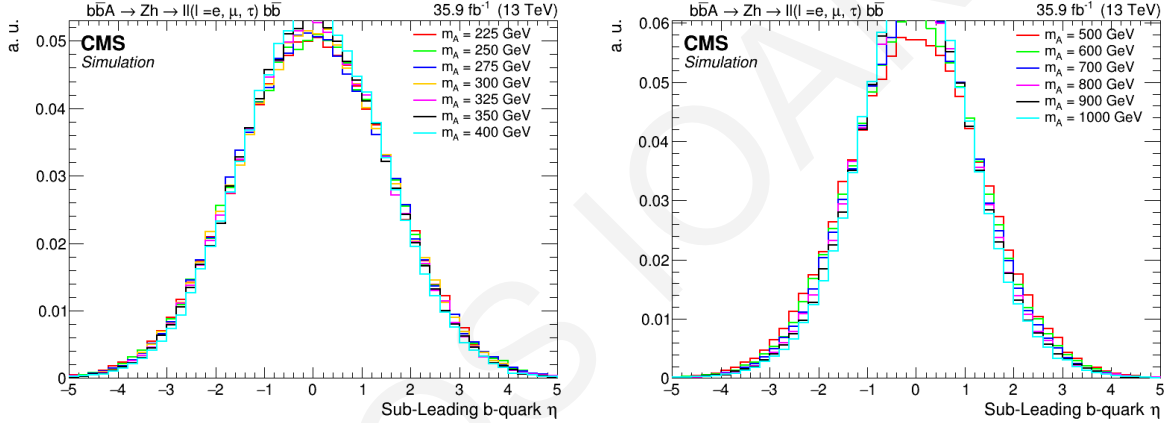 bb̅A → Zh → ll(l =e, μ, τ) bb̅ 35.9 fb⁻¹ (13 TeV)
a. u.
CMS
Simulation
m_A = 225 GeV
m_A = 250 GeV
m_A = 275 GeV
m_A = 300 GeV
m_A = 325 GeV
m_A = 350 GeV
m_A = 400 GeV
0.05
0.04
0.03
0.02
0.01
0
−5 −4 −3 −2 −1 0 1 2 3 4 5
Sub-Leading b-quark η
bb̅A → Zh → ll(l =e, μ, τ) bb̅ 35.9 fb⁻¹ (13 TeV)
a. u.
CMS
Simulation
m_A = 500 GeV
m_A = 600 GeV
m_A = 700 GeV
m_A = 800 GeV
m_A = 900 GeV
m_A = 1000 GeV
0.06
0.05
0.04
0.03
0.02
0.01
0
−5 −4 −3 −2 −1 0 1 2 3 4 5
Sub-Leading b-quark η